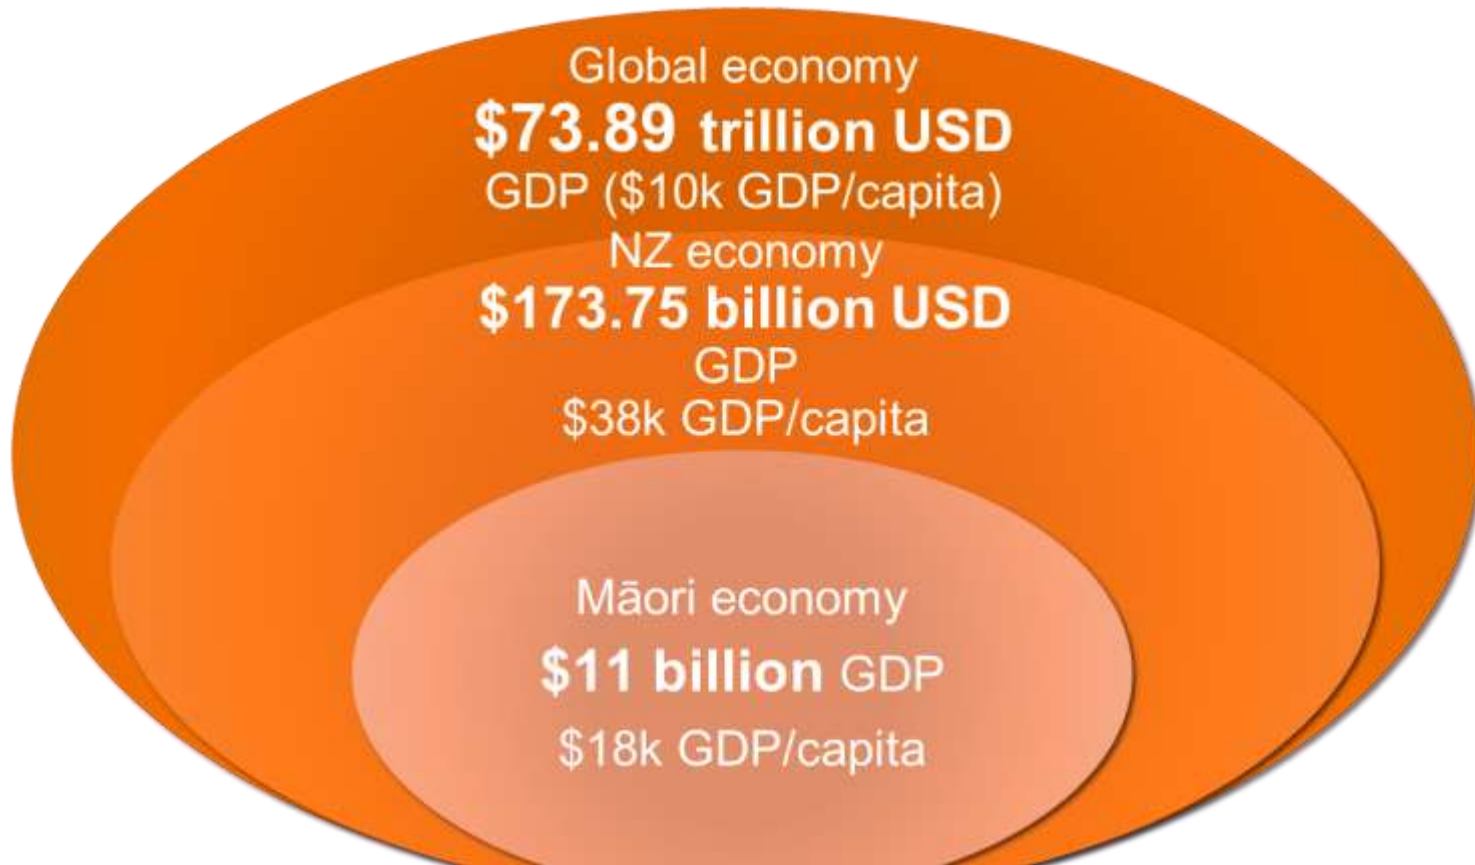 Global economy
$73.89 trillion USD
GDP ($10k GDP/capita)
NZ economy
$173.75 billion USD
GDP
$38k GDP/capita
Māori economy
$11 billion GDP
$18k GDP/capita